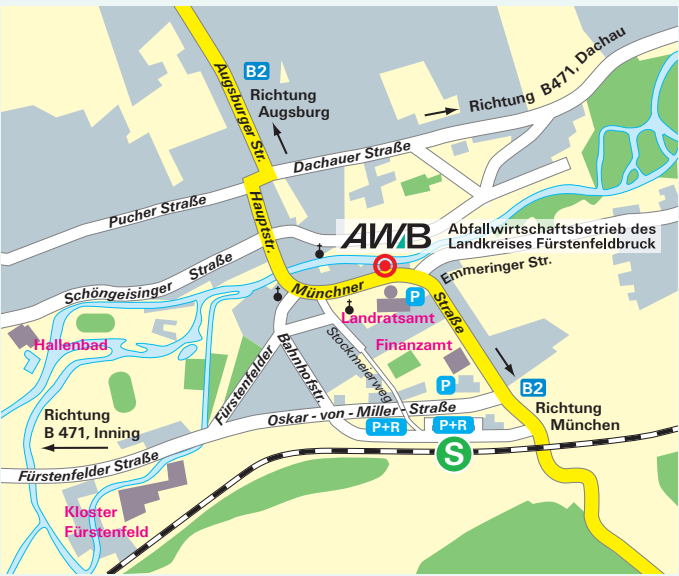 B2
Augsburger Str.
Richtung
Augsburg
Richtung B471, Dachau
Dachauer Straße
Pucher Straße
Hauptstr.
AWB
Abfallwirtschaftsbetrieb des
Landkreises Fürstenfeldbruck
Schöngeisinger Straße
Emmeringer Str.
Münchner Straße
P
Landratsamt
Finanzamt
Hallenbad
Stockmeierweg
Bahnhofstr.
Fürstenfelder
P
B2
Richtung
München
Oskar-von-Miller-Straße
P+R
P+R
S
Richtung
B 471, Inning
Fürstenfelder Straße
Kloster
Fürstenfeld